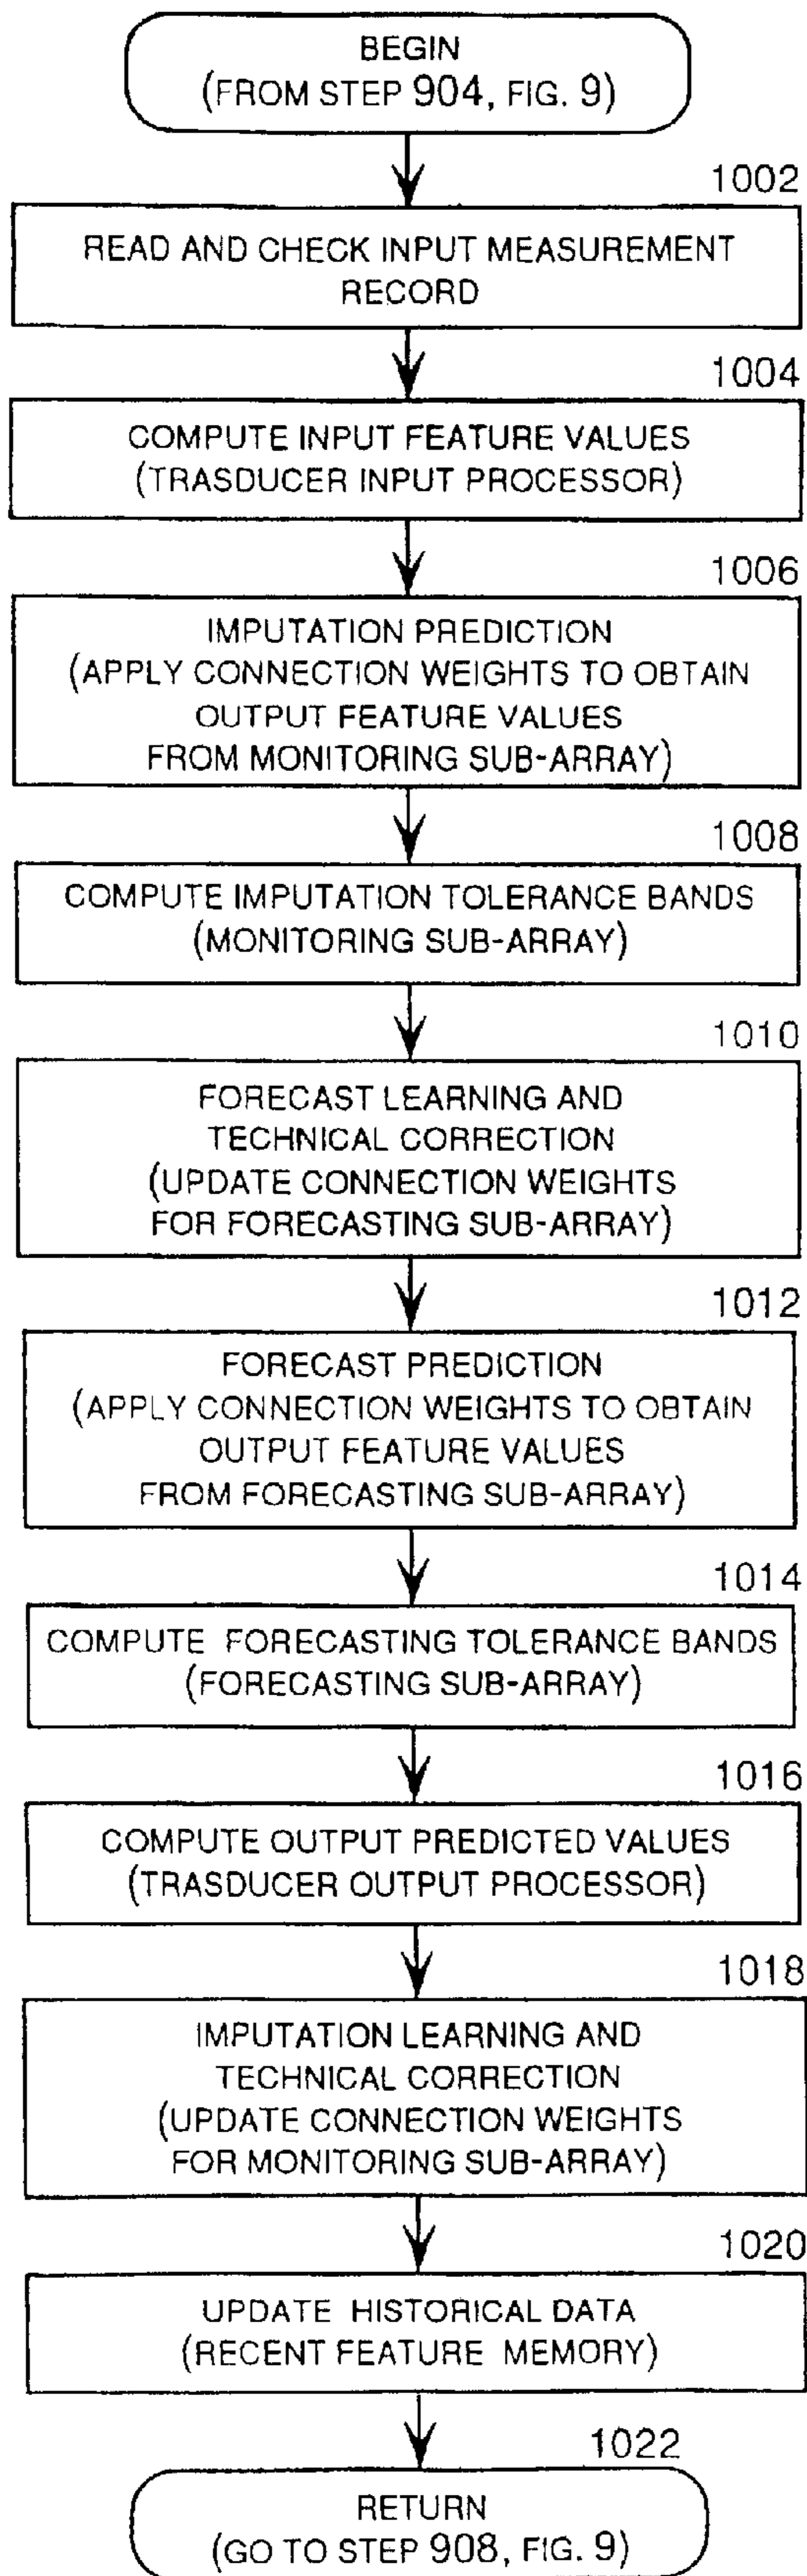 BEGIN
(FROM STEP 904, FIG. 9)
1002
READ AND CHECK INPUT MEASUREMENT
RECORD
1004
COMPUTE INPUT FEATURE VALUES
(TRASDUCER INPUT PROCESSOR)
1006
IMPUTATION PREDICTION
(APPLY CONNECTION WEIGHTS TO OBTAIN
OUTPUT FEATURE VALUES
FROM MONITORING SUB-ARRAY)
1008
COMPUTE IMPUTATION TOLERANCE BANDS
(MONITORING SUB-ARRAY)
1010
FORECAST LEARNING AND
TECHNICAL CORRECTION
(UPDATE CONNECTION WEIGHTS
FOR FORECASTING SUB-ARRAY)
1012
FORECAST PREDICTION
(APPLY CONNECTION WEIGHTS TO OBTAIN
OUTPUT FEATURE VALUES
FROM FORECASTING SUB-ARRAY)
1014
COMPUTE FORECASTING TOLERANCE BANDS
(FORECASTING SUB-ARRAY)
1016
COMPUTE OUTPUT PREDICTED VALUES
(TRASDUCER OUTPUT PROCESSOR)
1018
IMPUTATION LEARNING AND
TECHNICAL CORRECTION
(UPDATE CONNECTION WEIGHTS
FOR MONITORING SUB-ARRAY)
1020
UPDATE HISTORICAL DATA
(RECENT FEATURE MEMORY)
1022
RETURN
(GO TO STEP 908, FIG. 9)